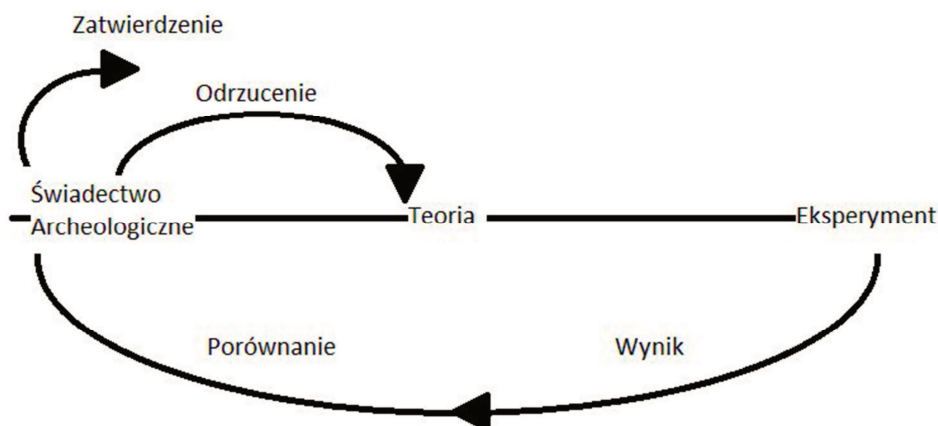 Zatwierdzenie
Odrzucenie
Świadectwo
Archeologiczne
Teoria
Eksperyment
Porównanie
Wynik